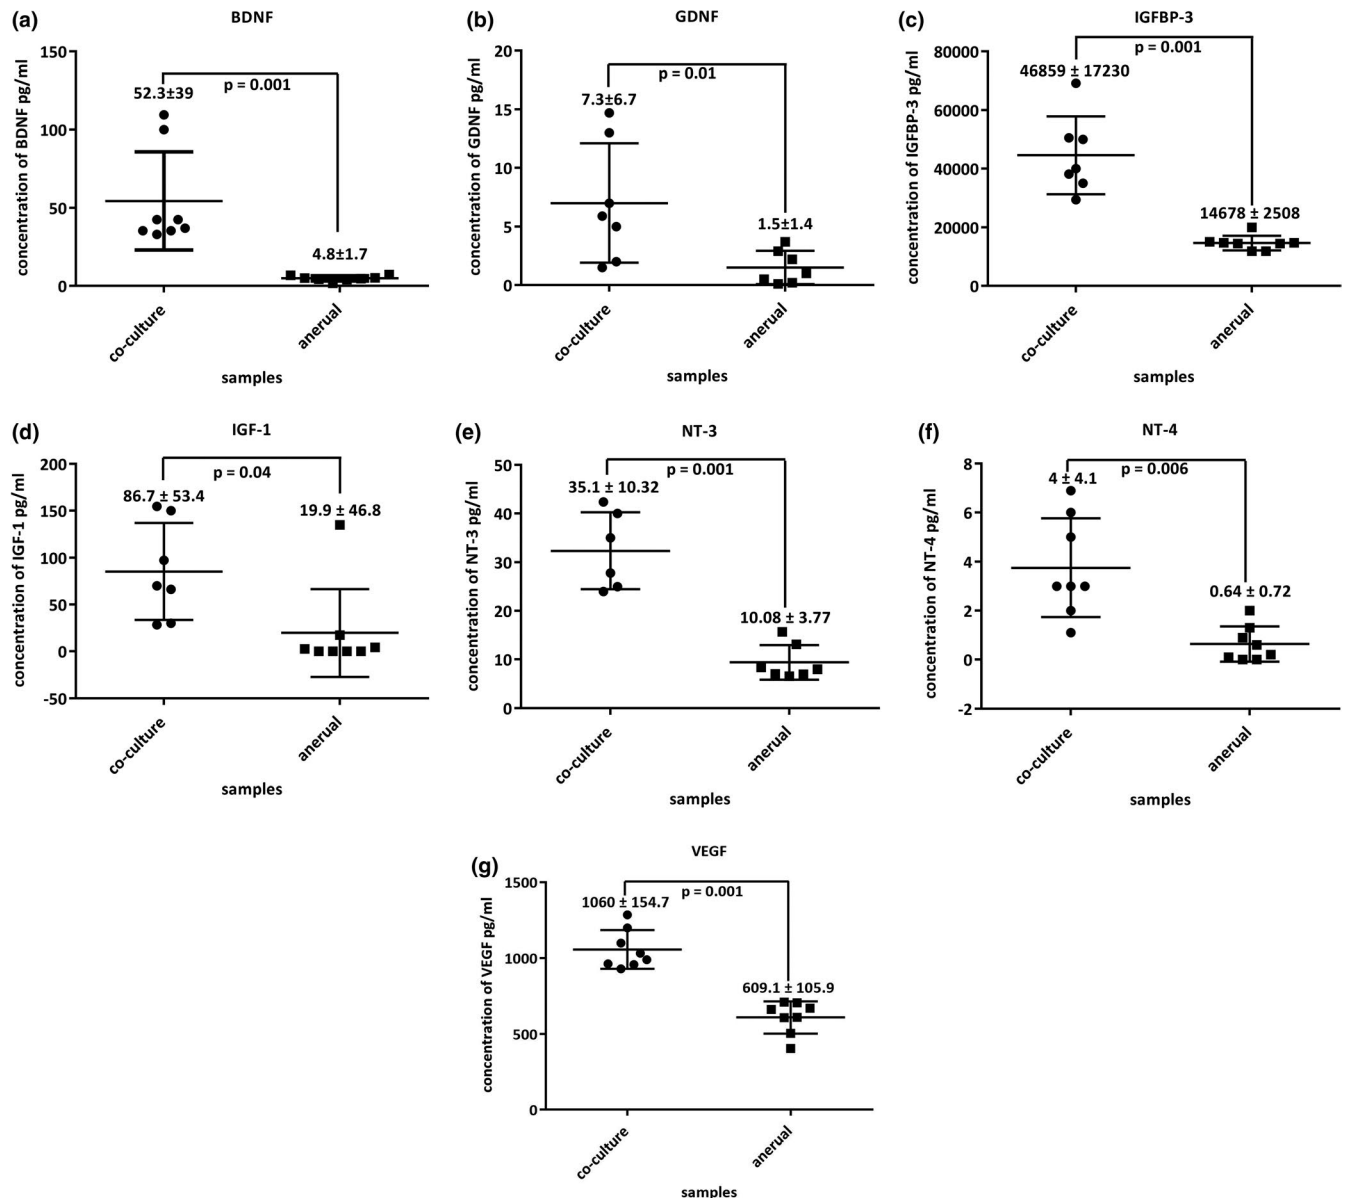 (a)
BDNF
concentration of BDNF pg/ml
150
100
50
0
52.3±39
p = 0.001
4.8±1.7
co-culture
anerual
samples
(b)
GDNF
concentration of GDNF pg/ml
20
15
10
5
0
7.3±6.7
p = 0.01
1.5±1.4
co-culture
anerual
samples
(c)
IGFBP-3
concentration of IGFBP-3 pg/ml
80000
60000
40000
20000
0
46859 ± 17230
p = 0.001
14678 ± 2508
co-culture
anerual
samples
(d)
IGF-1
concentration of IGF-1 pg/ml
200
150
100
50
0
-50
86.7 ± 53.4
p = 0.04
19.9 ± 46.8
co-culture
anerual
samples
(e)
NT-3
concentration of NT-3 pg/ml
50
40
30
20
10
0
35.1 ± 10.32
p = 0.001
10.08 ± 3.77
co-culture
anerual
samples
(f)
NT-4
concentration of NT-4 pg/ml
8
6
4
2
0
-2
4 ± 4.1
p = 0.006
0.64 ± 0.72
co-culture
anerual
samples
(g)
VEGF
concentration of VEGF pg/ml
1500
1000
500
0
1060 ± 154.7
p = 0.001
609.1 ± 105.9
co-culture
anerual
samples